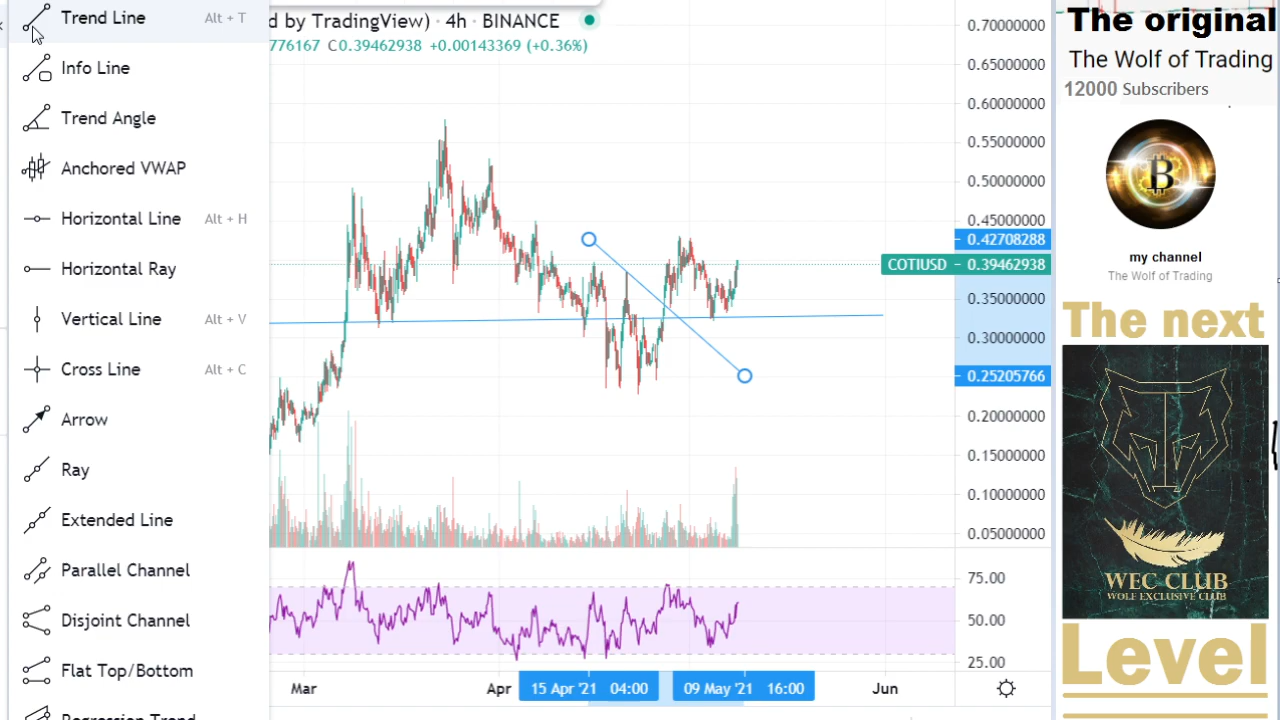 Trend Line Alt + T
Info Line
Trend Angle
Anchored VWAP
Horizontal Line Alt + H
Horizontal Ray
Vertical Line Alt + V
Cross Line Alt + C
Arrow
Ray
Extended Line
Parallel Channel
Disjoint Channel
Flat Top/Bottom
Regression Trend
d by TradingView) · 4h · BINANCE
776167 C0.39462938 +0.00143369 (+0.36%)
0.70000000
0.65000000
0.60000000
0.55000000
0.50000000
0.45000000
0.42708288
COTIUSD 0.39462938
0.35000000
0.30000000
0.25205766
0.20000000
0.15000000
0.10000000
0.05000000
75.00
50.00
25.00
Mar Apr 15 Apr '21 04:00 09 May '21 16:00 Jun
The original
The Wolf of Trading
12000 Subscribers
B
my channel
The Wolf of Trading
The next
WEC CLUB
WOLF EXCLUSIVE CLUB
Level